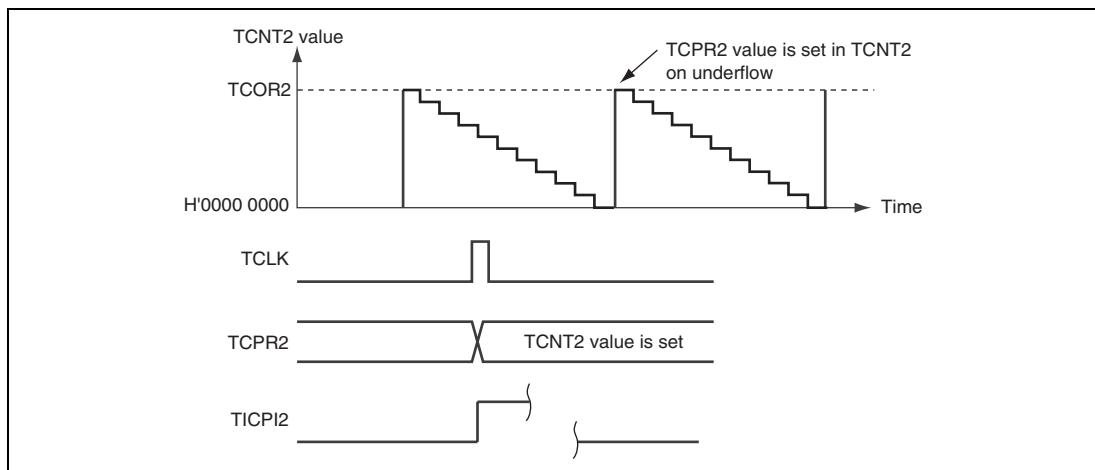 TCNT2 value
TCPR2 value is set in TCNT2
on underflow
TCOR2
H'0000 0000
Time
TCLK
TCPR2
TCNT2 value is set
TICPI2